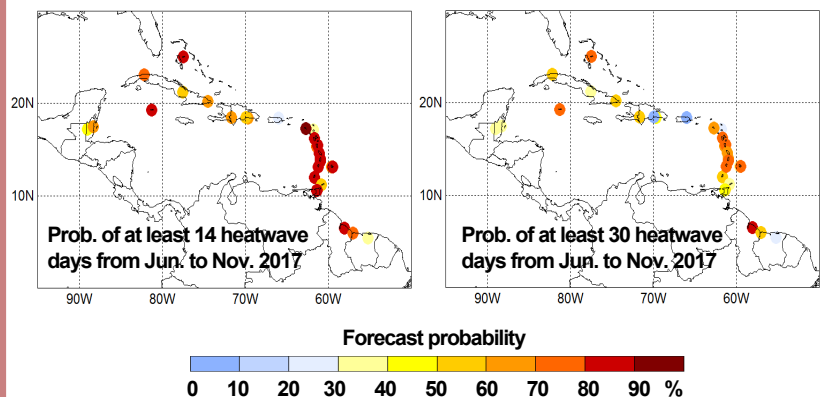 20N
10N
Prob. of at least 14 heatwave
days from Jun. to Nov. 2017
90W 80W 70W 60W
20N
10N
Prob. of at least 30 heatwave
days from Jun. to Nov. 2017
90W 80W 70W 60W
Forecast probability
0 10 20 30 40 50 60 70 80 90 %